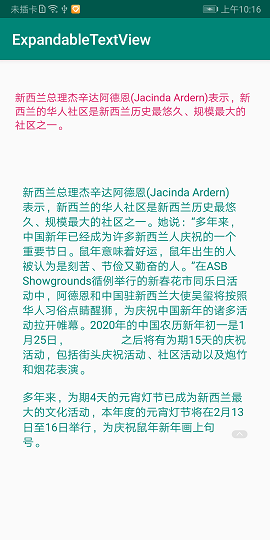 未插卡 上午10:16
ExpandableTextView
新西兰总理杰辛达阿德恩(Jacinda Ardern)表示，新
西兰的华人社区是新西兰历史最悠久、规模最大的
社区之一。
新西兰总理杰辛达阿德恩(Jacinda Ardern)
表示，新西兰的华人社区是新西兰历史最悠
久、规模最大的社区之一。她说：“多年来，
中国新年已经成为许多新西兰人庆祝的一个
重要节日。鼠年意味着好运，鼠年出生的人
被认为是刻苦、节俭又勤奋的人。”在ASB
Showgrounds循例举行的新春花市同乐日活
动中，阿德恩和中国驻新西兰大使吴玺将按照
华人习俗点睛醒狮，为庆祝中国新年的诸多活
动拉开帷幕。2020年的中国农历新年初一是1
月25日， 之后将有为期15天的庆祝
活动，包括街头庆祝活动、社区活动以及炮竹
和烟花表演。
多年来，为期4天的元宵灯节已成为新西兰最
大的文化活动，本年度的元宵灯节将在2月13
日至16日举行，为庆祝鼠年新年画上句
号。